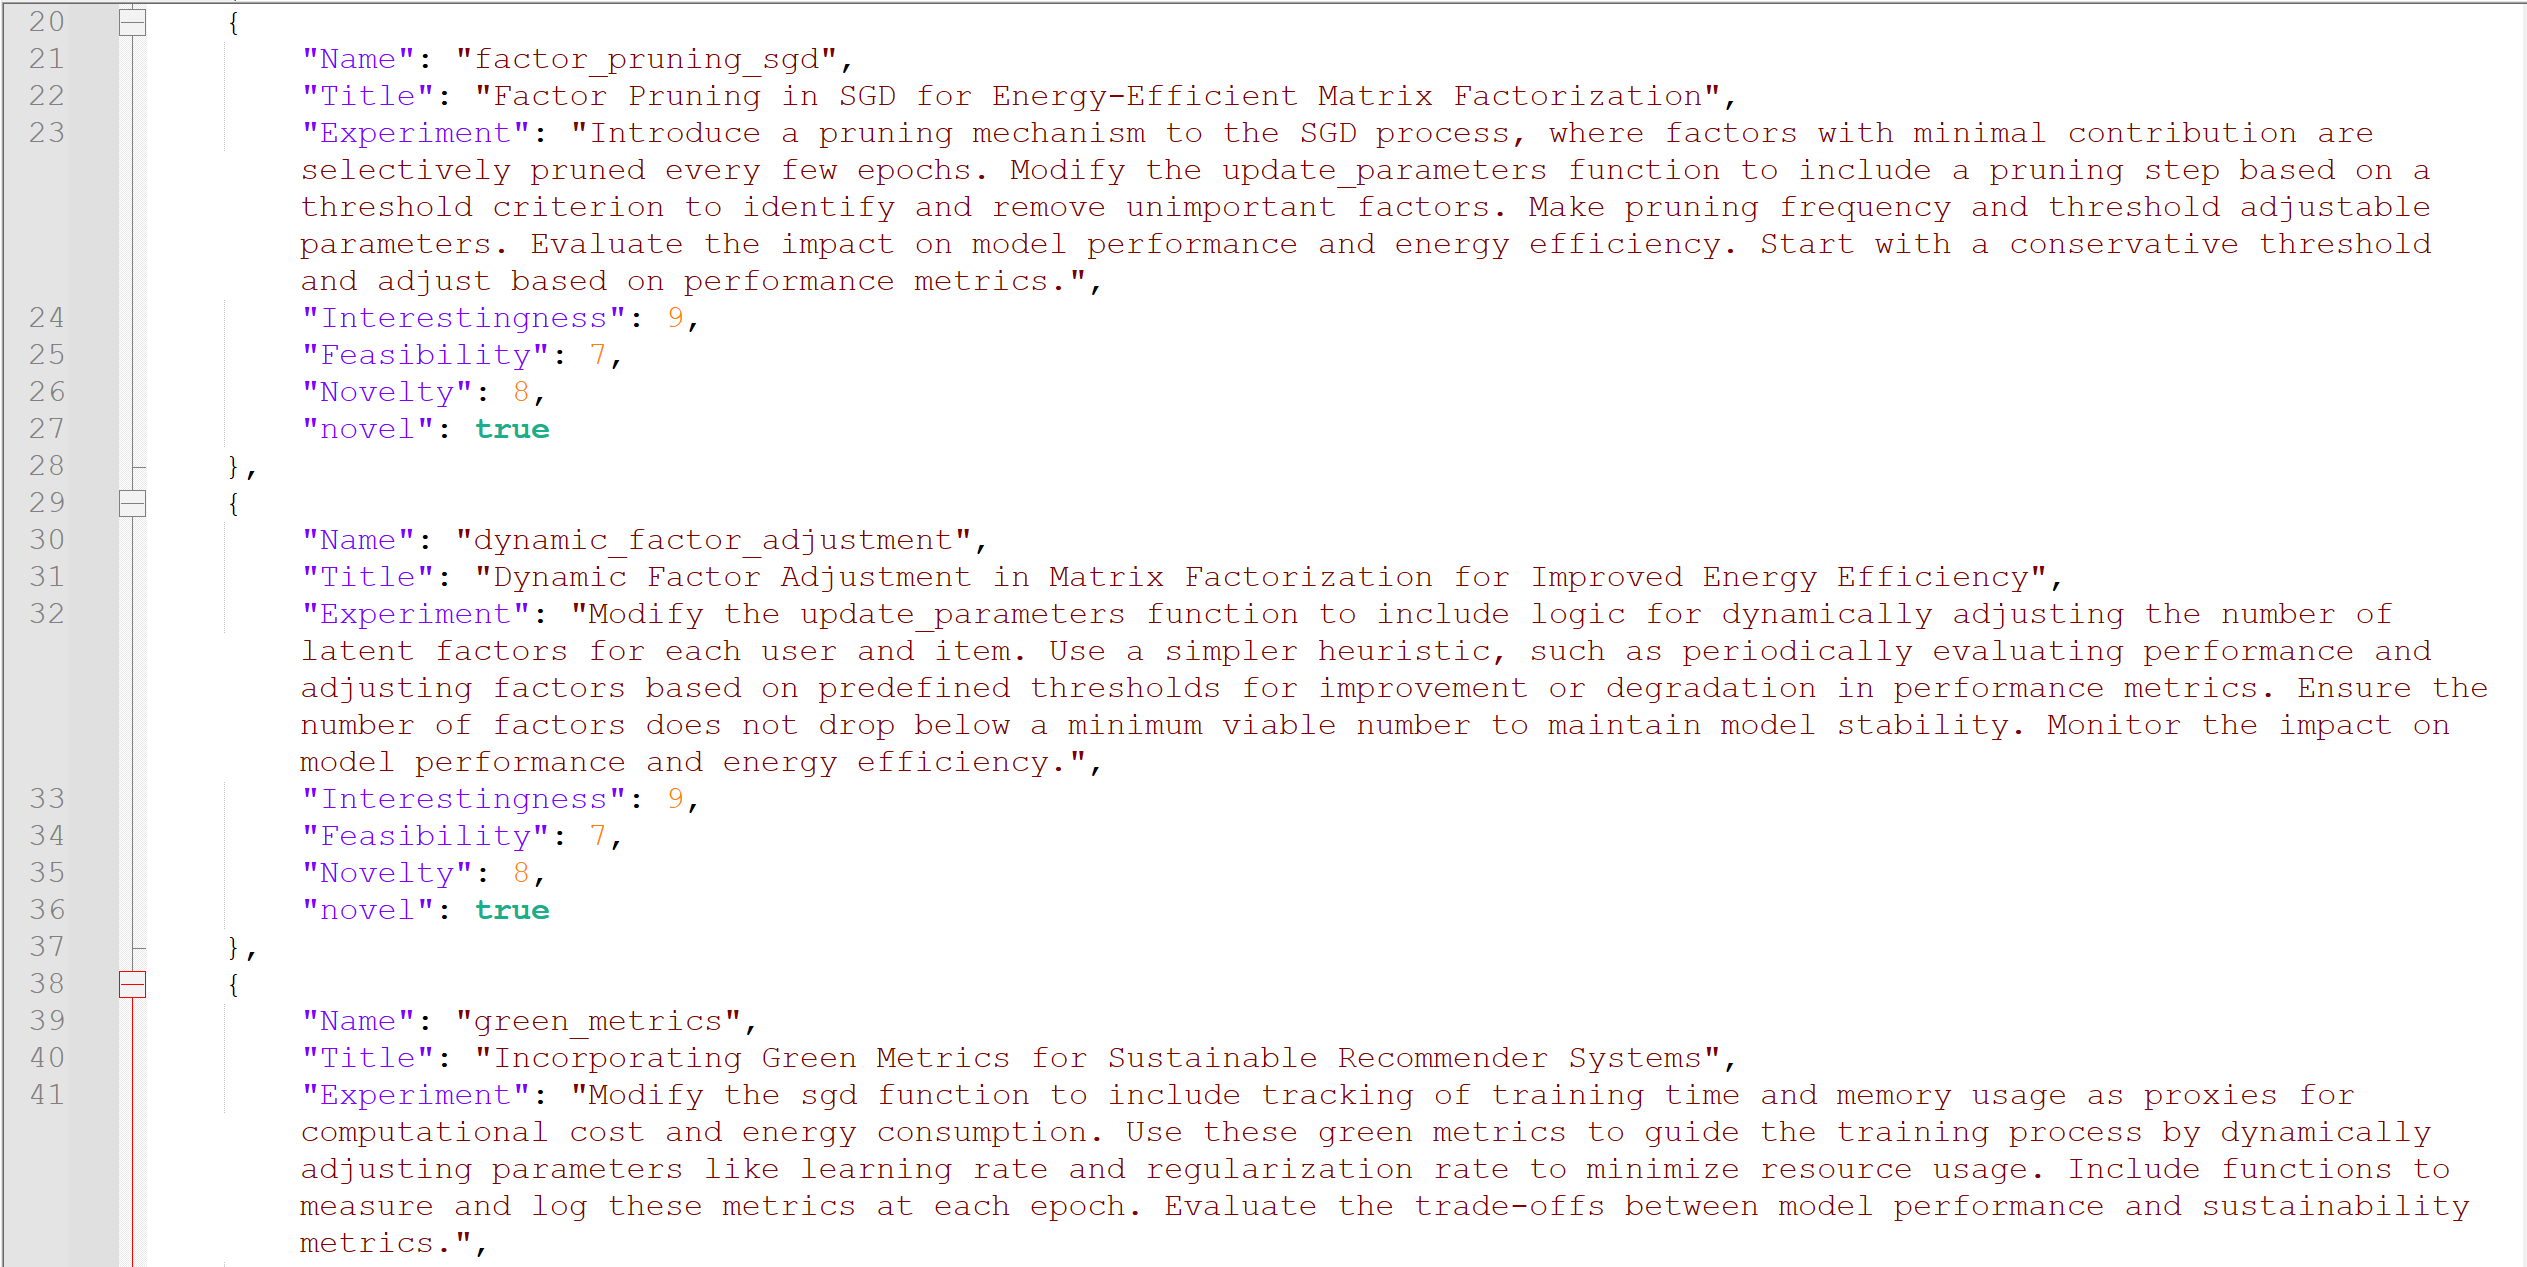 20 {
21 "Name": "factor_pruning_sgd",
22 "Title": "Factor Pruning in SGD for Energy-Efficient Matrix Factorization",
23 "Experiment": "Introduce a pruning mechanism to the SGD process, where factors with minimal contribution are
selectively pruned every few epochs. Modify the update_parameters function to include a pruning step based on a
threshold criterion to identify and remove unimportant factors. Make pruning frequency and threshold adjustable
parameters. Evaluate the impact on model performance and energy efficiency. Start with a conservative threshold
and adjust based on performance metrics.",
24 "Interestingness": 9,
25 "Feasibility": 7,
26 "Novelty": 8,
27 "novel": true
28 },
29 {
30 "Name": "dynamic_factor_adjustment",
31 "Title": "Dynamic Factor Adjustment in Matrix Factorization for Improved Energy Efficiency",
32 "Experiment": "Modify the update_parameters function to include logic for dynamically adjusting the number of
latent factors for each user and item. Use a simpler heuristic, such as periodically evaluating performance and
adjusting factors based on predefined thresholds for improvement or degradation in performance metrics. Ensure the
number of factors does not drop below a minimum viable number to maintain model stability. Monitor the impact on
model performance and energy efficiency.",
33 "Interestingness": 9,
34 "Feasibility": 7,
35 "Novelty": 8,
36 "novel": true
37 },
38 {
39 "Name": "green_metrics",
40 "Title": "Incorporating Green Metrics for Sustainable Recommender Systems",
41 "Experiment": "Modify the sgd function to include tracking of training time and memory usage as proxies for
computational cost and energy consumption. Use these green metrics to guide the training process by dynamically
adjusting parameters like learning rate and regularization rate to minimize resource usage. Include functions to
measure and log these metrics at each epoch. Evaluate the trade-offs between model performance and sustainability
metrics.",